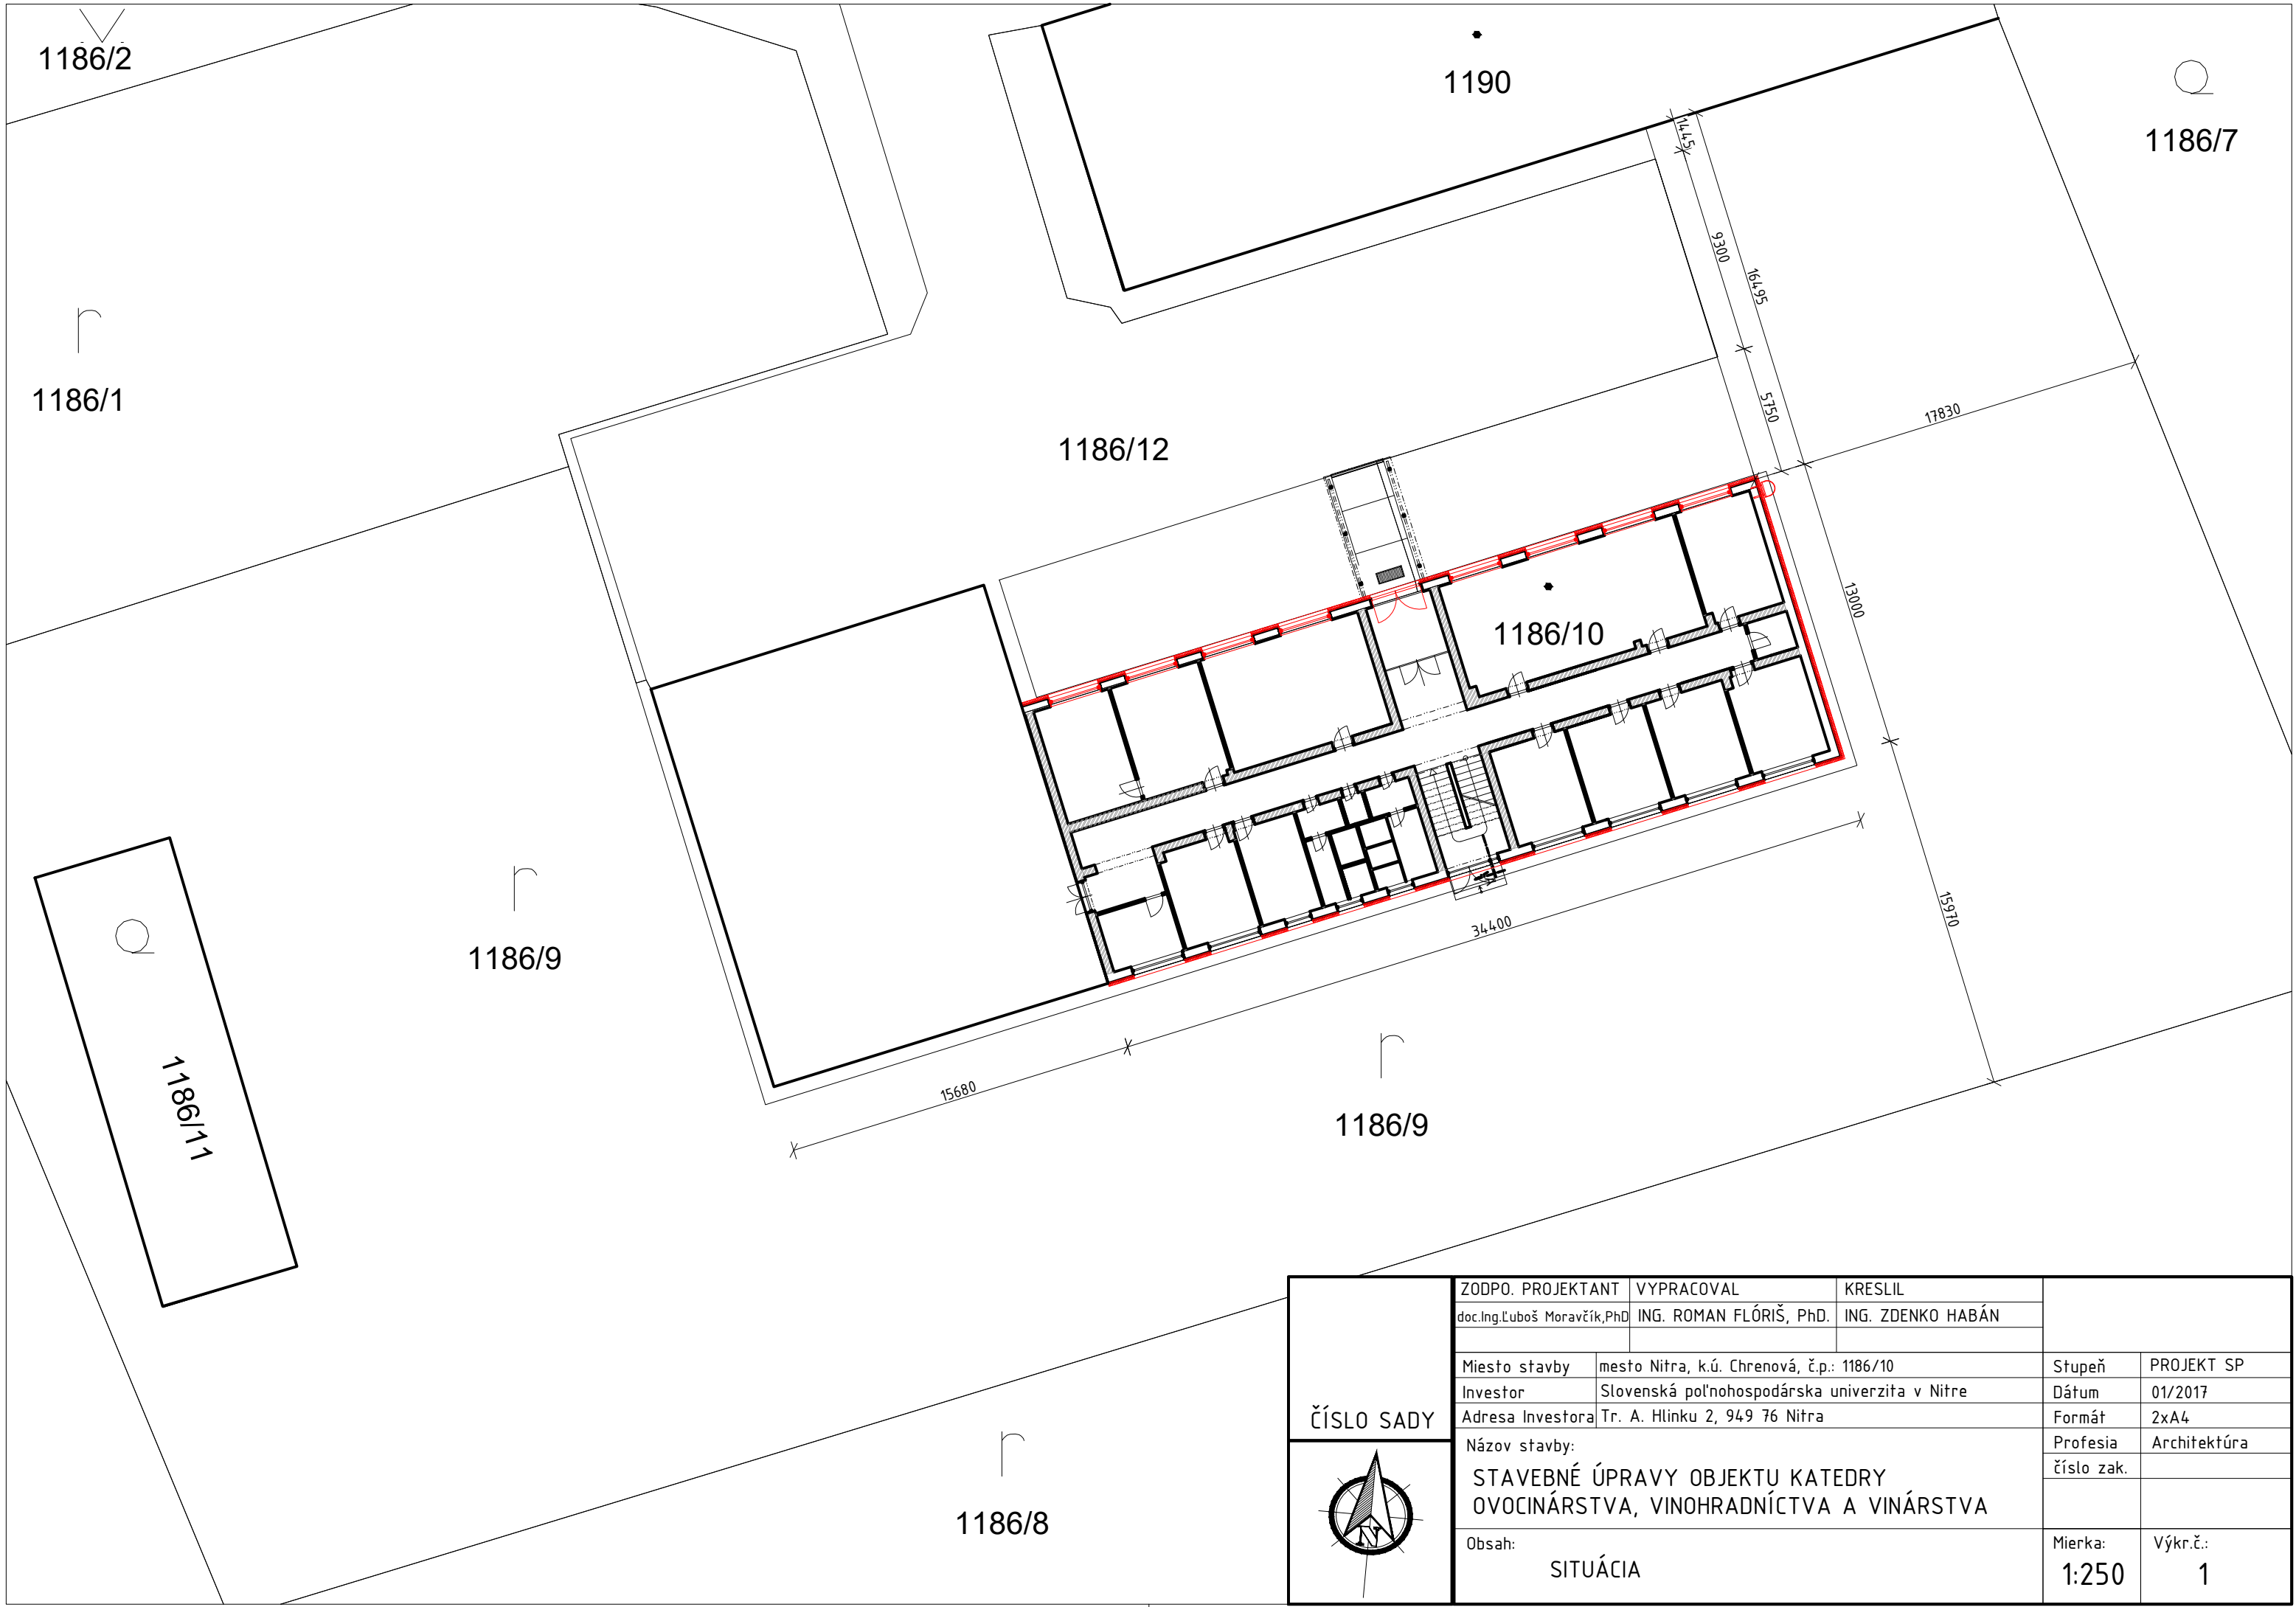 1186/2
1190
1186/7
1445
9300
16495
1186/1
5750
17830
1186/12
13000
1186/10
34400
15970
1186/9
1186/11
15680
1186/9
1186/8
ZODPO. PROJEKTANT VYPRACOVAL KRESLIL
doc.Ing.Ľuboš Moravčík,PhD ING. ROMAN FLÓRIŠ, PhD. ING. ZDENKO HABÁN
Miesto stavby mesto Nitra, k.ú. Chrenová, č.p.: 1186/10 Stupeň PROJEKT SP
Investor Slovenská poľnohospodárska univerzita v Nitre Dátum 01/2017
ČÍSLO SADY Adresa Investora Tr. A. Hlinku 2, 949 76 Nitra Formát 2xA4
Názov stavby: Profesia Architektúra
číslo zak.
STAVEBNÉ ÚPRAVY OBJEKTU KATEDRY
OVOCINÁRSTVA, VINOHRADNÍCTVA A VINÁRSTVA
N
Obsah: Mierka: Výkr.č.:
SITUÁCIA 1:250 1